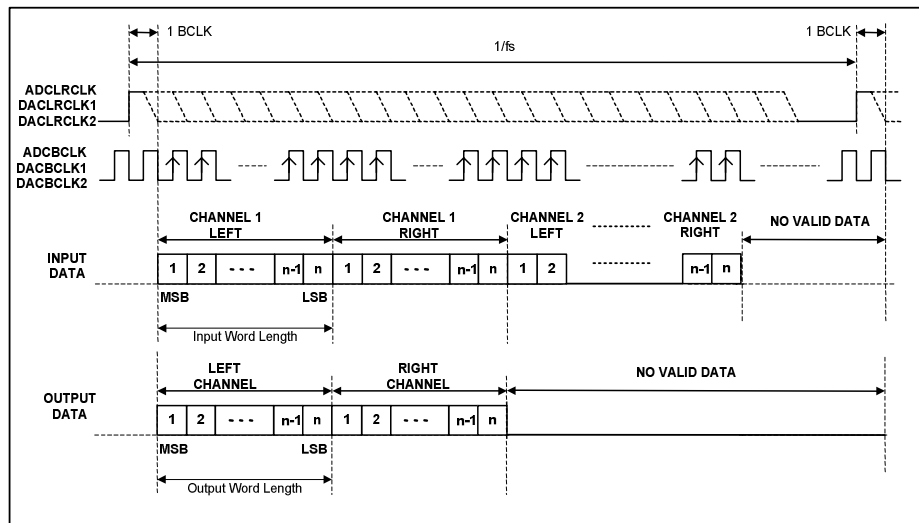 1 BCLK
1 BCLK
1/fs
ADCLRCLK
DACLRCLK1
DACLRCLK2
ADCBCLK
DACBCLK1
DACBCLK2
CHANNEL 1
LEFT
CHANNEL 1
RIGHT
CHANNEL 2
LEFT
CHANNEL 2
RIGHT
NO VALID DATA
INPUT
DATA
1 2 - - - n-1 n 1 2 - - - n-1 n 1 2 n-1 n
MSB LSB
Input Word Length
LEFT
CHANNEL
RIGHT
CHANNEL
NO VALID DATA
OUTPUT
DATA
1 2 - - - n-1 n 1 2 - - - n-1 n
MSB LSB
Output Word Length